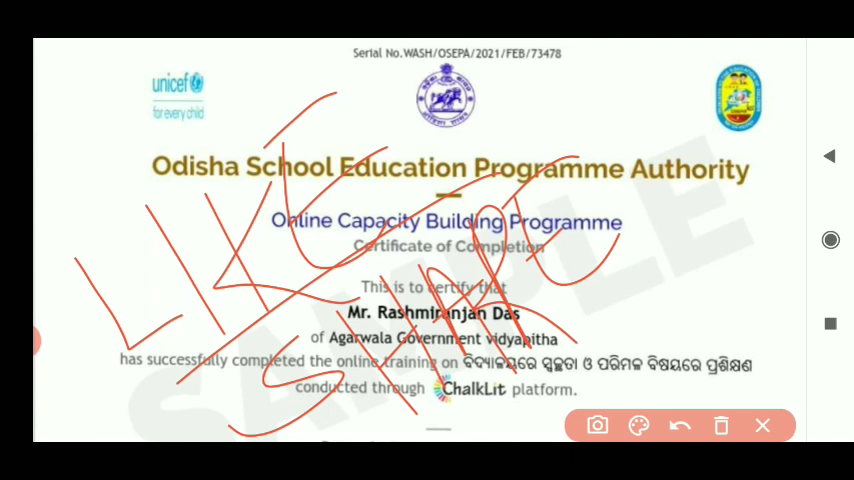 Serial No.WASH/OSEPA/2021/FEB/73478
unicef
for every child
Odisha School Education Programme Authority
Online Capacity Building Programme
Certificate of Completion
This is to certify that
Mr. Rashmiranjan Das
of Agarwala Government vidyapitha
has successfully completed the online training on ବିଦ୍ୟାଳୟରେ ସ୍ୱଚ୍ଛତା ଓ ପରିମଳ ବିଷୟରେ ପ୍ରଶିକ୍ଷଣ
conducted through ChalkLit platform.
SAMPLE
LIKE
SHARE